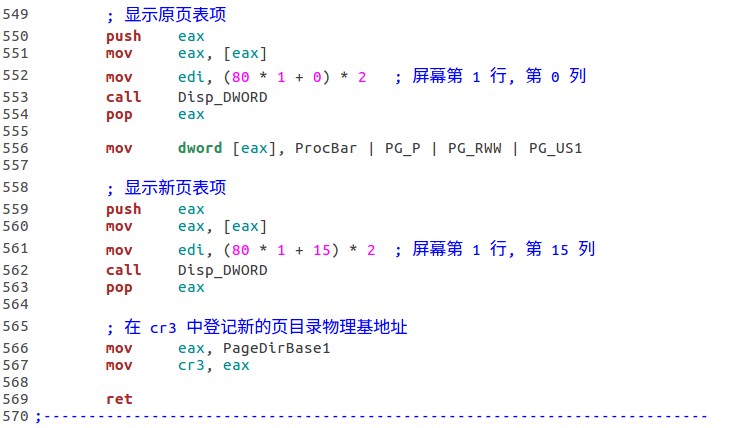 549 ; 显示原页表项
550 push eax
551 mov eax, [eax]
552 mov edi, (80 * 1 + 0) * 2 ; 屏幕第 1 行, 第 0 列
553 call Disp_DWORD
554 pop eax
555
556 mov dword [eax], ProcBar | PG_P | PG_RWW | PG_US1
557
558 ; 显示新页表项
559 push eax
560 mov eax, [eax]
561 mov edi, (80 * 1 + 15) * 2 ; 屏幕第 1 行, 第 15 列
562 call Disp_DWORD
563 pop eax
564
565 ; 在 cr3 中登记新的页目录物理基地址
566 mov eax, PageDirBase1
567 mov cr3, eax
568
569 ret
570 ;--------------------------------------------------------------------------